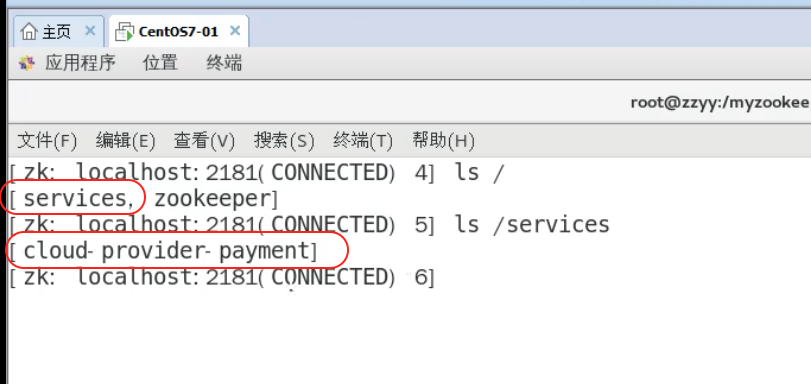 主页 × CentOS7-01 ×
应用程序 位置 终端
root@zzyy:/myzookee
文件(F) 编辑(E) 查看(V) 搜索(S) 终端(T) 帮助(H)
[zk: localhost:2181(CONNECTED) 4] ls /
[services, zookeeper]
[zk: localhost:2181(CONNECTED) 5] ls /services
[cloud-provider-payment]
[zk: localhost:2181(CONNECTED) 6]